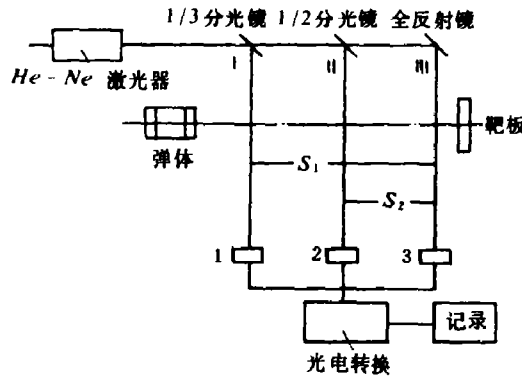 1/3分光镜 1/2分光镜 全反射镜
I II III
He-Ne 激光器
靶板
弹体
S₁
S₂
1 2 3
记录
光电转换